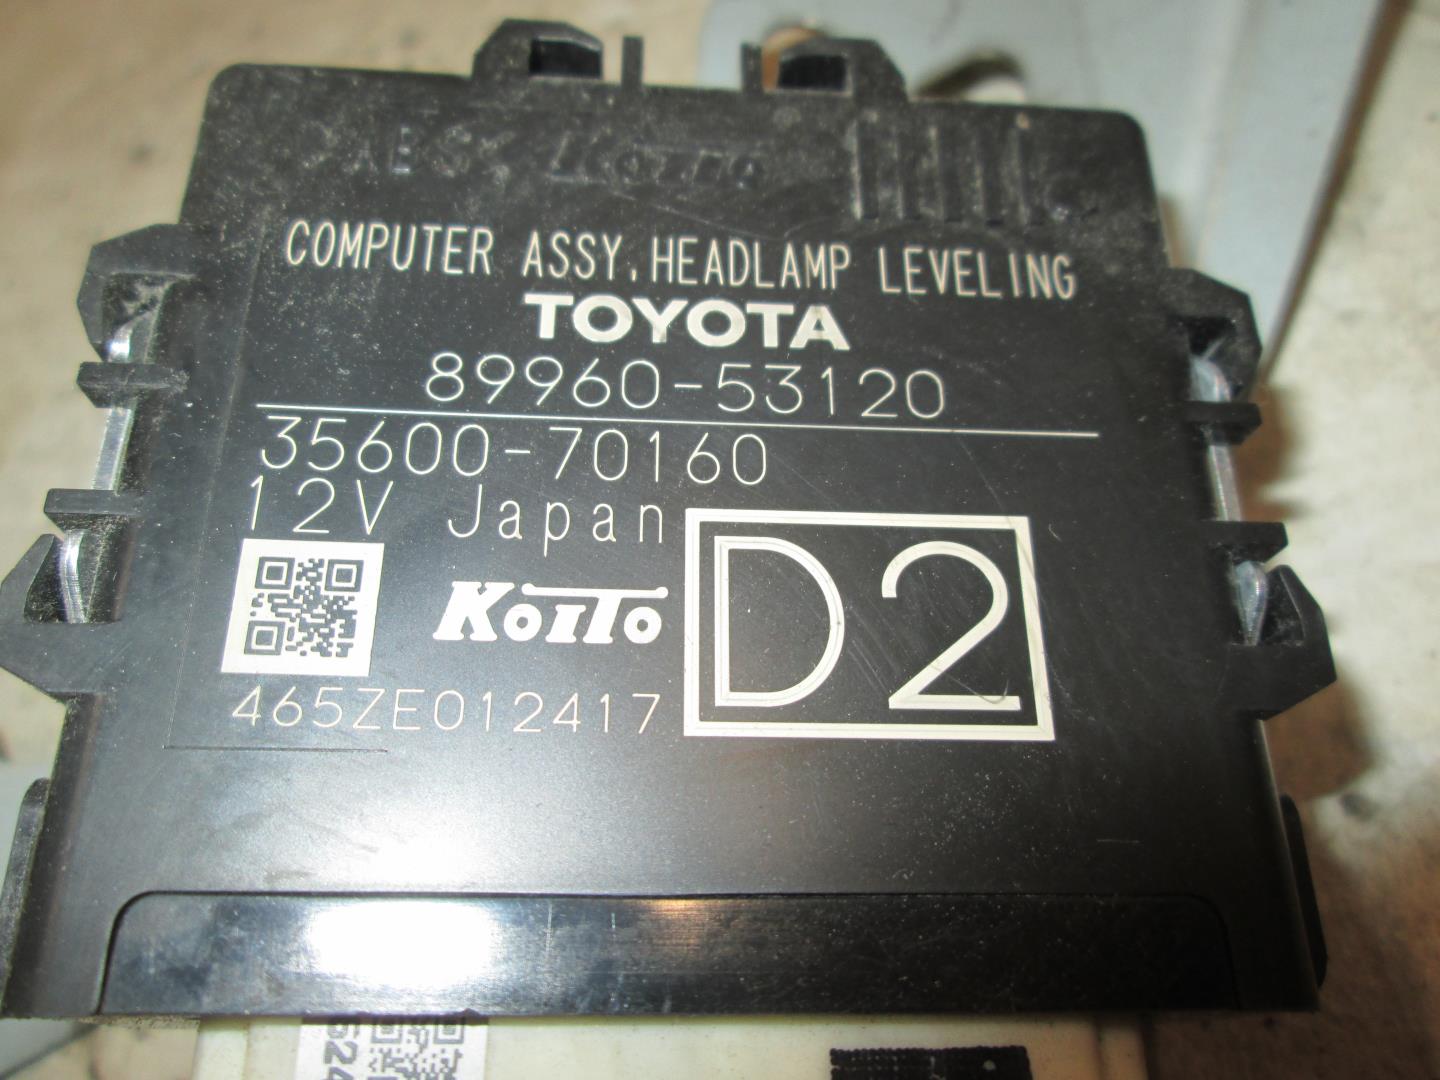 COMPUTER ASSY, HEADLAMP LEVELING
TOYOTA
89960-53120
35600-70160
12V Japan
KoiTo
D2
465ZE012417